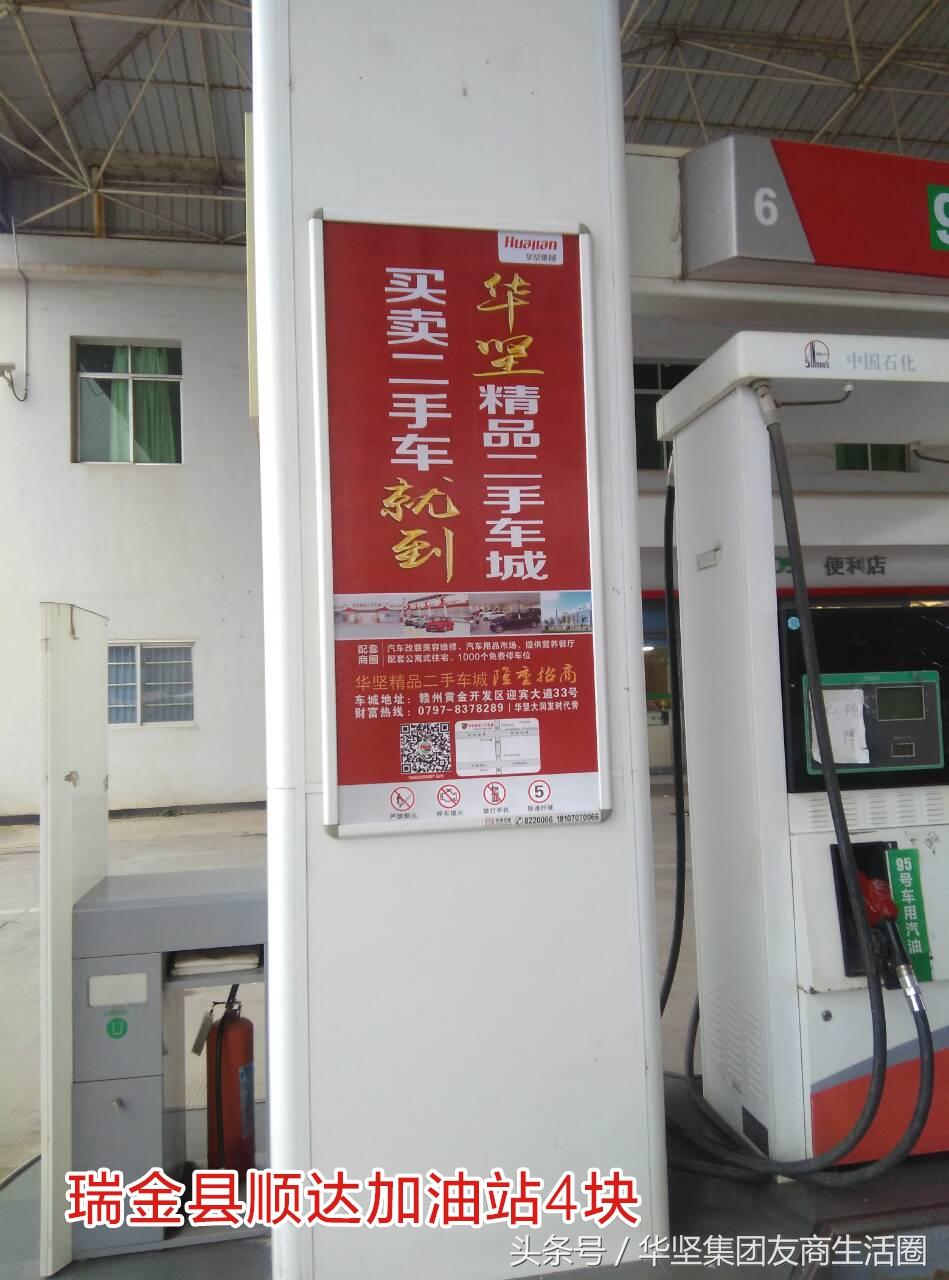 Huajian
华坚集团
华坚精品二手车城
买卖二手车就到
配套商圈
汽车改装美容维修、汽车用品市场、提供营养餐厅
配套公寓式住宅、1000个免费停车位
华坚精品二手车城 隆重招商
车城地址：赣州黄金开发区迎宾大道33号
财富热线：0797-8378289 | 华坚大润发时代旁
严禁烟火
停车熄火
禁打手机
5
限速行驶
8220066 18107070066
6
9
SINOPEC
中国石化
便利店
95号车用汽油
瑞金县顺达加油站4块
头条号 / 华坚集团友商生活圈